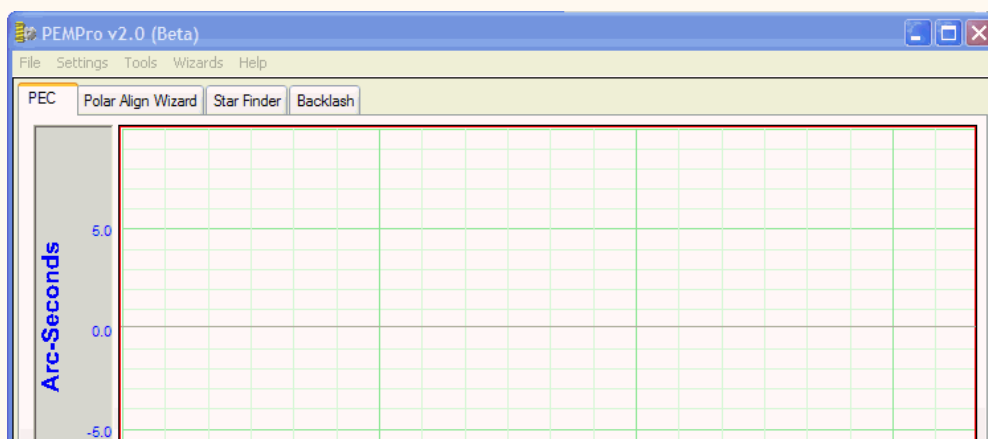 PEMPro v2.0 (Beta)
File Settings Tools Wizards Help
PEC Polar Align Wizard Star Finder Backlash
5.0
Arc-Seconds
0.0
-5.0